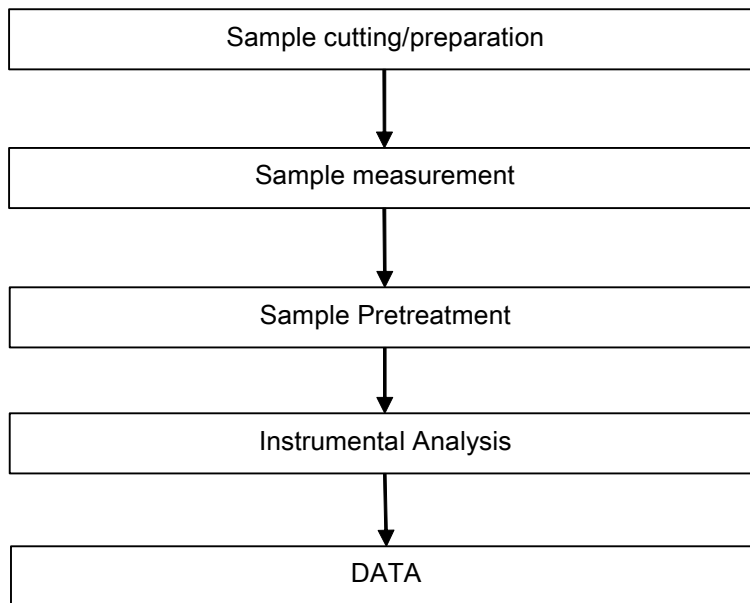 Sample cutting/preparation
Sample measurement
Sample Pretreatment
Instrumental Analysis
DATA